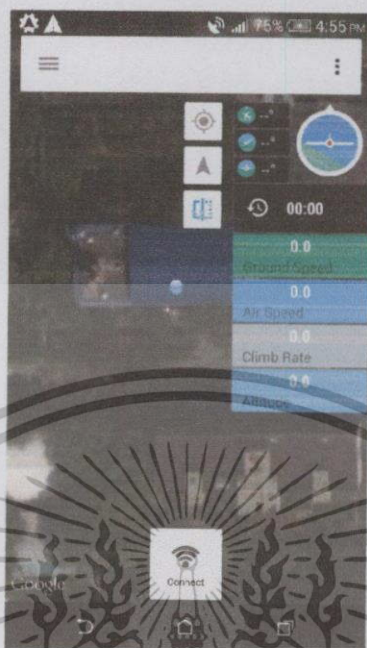 75% 4:55 PM
--°
--°
--°
00:00
0.0
Ground Speed
0.0
Air Speed
0.0
Climb Rate
0.0
Altitude
Connect
Google